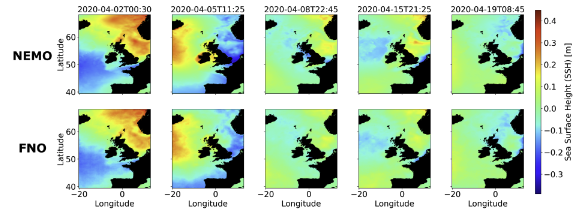 2020-04-02T00:30 2020-04-05T11:25 2020-04-08T22:45 2020-04-15T21:25 2020-04-19T08:45
NEMO
Latitude
60
50
40
FNO
Latitude
60
50
40
−20 0 −20 0 −20 0 −20 0 −20 0
Longitude Longitude Longitude Longitude Longitude
0.4
0.3
0.2
0.1
0.0
−0.1
−0.2
−0.3
Sea Surface Height (SSH) [m]